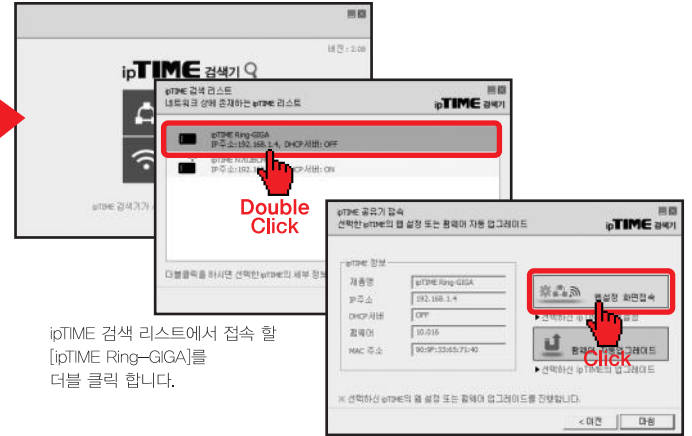 버전 : 2.08
ipTIME 검색기
ipTIME 검색기가
ipTIME 검색 리스트
네트워크 상에 존재하는 ipTIME 리스트
ipTIME 검색기
ipTIME Ring-GIGA
IP주소:192.168.1.4, DHCP서버: OFF
IP주소:192.1
DHCP서버: ON
Double
Click
더블클릭을 하시면 선택한 ipTIME의 세부 정보
ipTIME 공유기 접속
선택한 ipTIME의 웹 설정 또는 펌웨어 자동 업그레이드
ipTIME 검색기
ipTIME 정보
제품명 ipTIME Ring-GIGA
IP주소 192.168.1.4
DHCP서버 OFF
펌웨어 10.016
MAC 주소 90:9F:33:65:71:40
웹설정 화면접속
▶선택하신 ipTIME의 설정
펌웨어 자동업그레이드
Click
▶선택하신 ipTIME의 업그레이드
※ 선택하신 ipTIME의 웹 설정 또는 펌웨어 업그레이드를 진행합니다.
< 이전
다음
ipTIME 검색 리스트에서 접속 할
[ipTIME Ring–GIGA]를
더블 클릭 합니다.